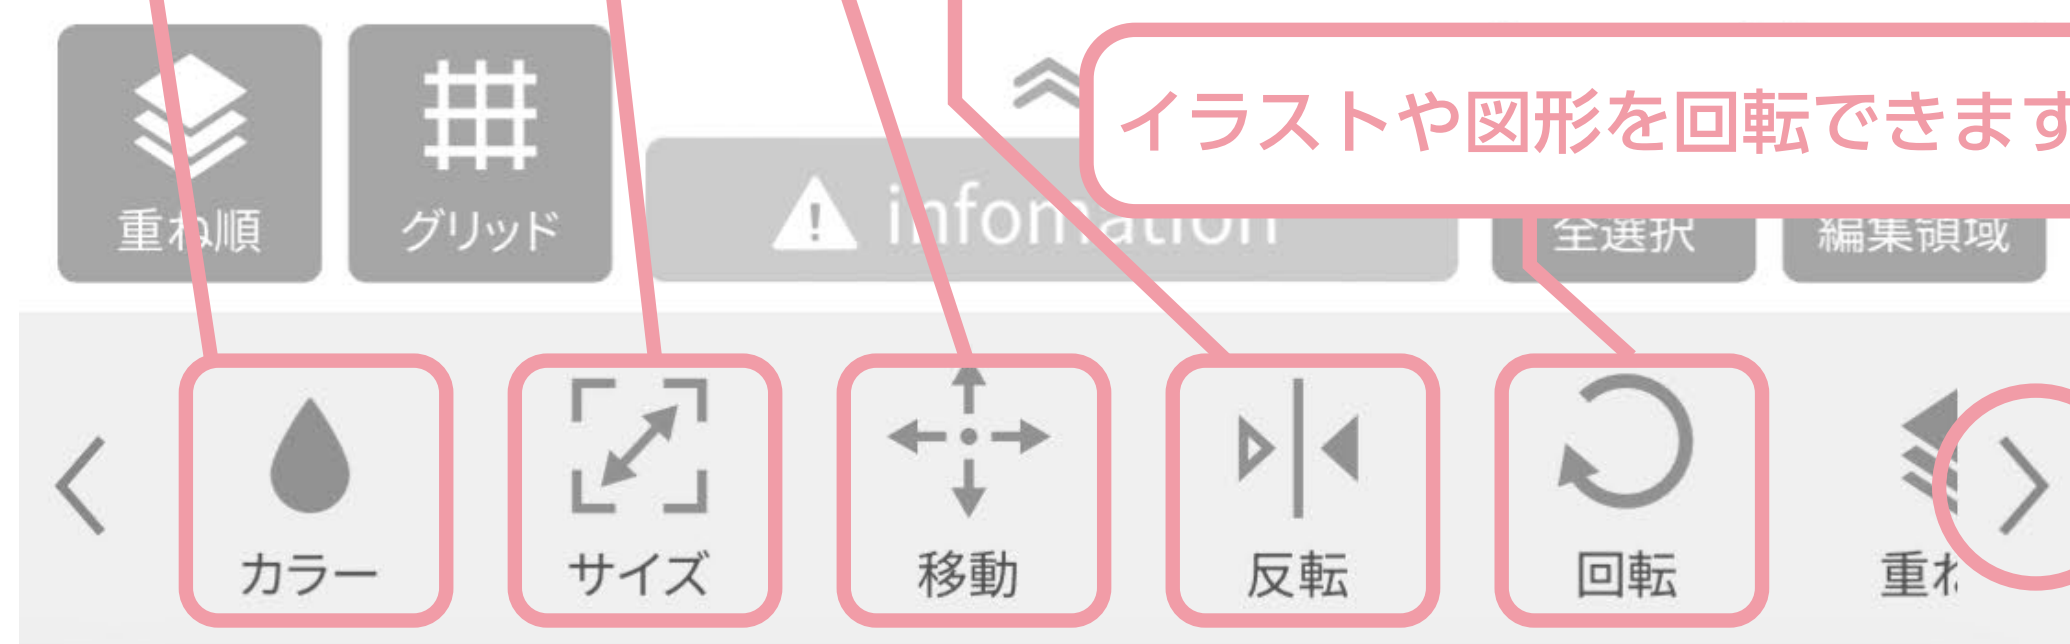 イラストや図形を回転できます
重ね順
グリッド
infomation
全選択
編集領域
カラー
サイズ
移動
反転
回転
重ね